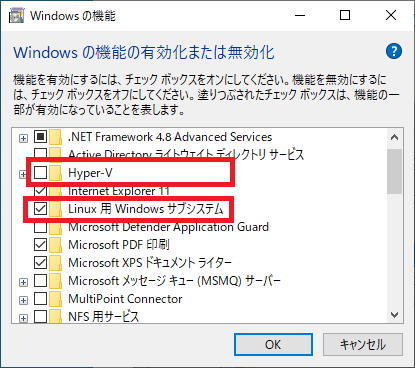 Windows の機能
Windows の機能の有効化または無効化
機能を有効にするには、チェック ボックスをオンにしてください。機能を無効にするに
は、チェック ボックスをオフにしてください。塗りつぶされたチェック ボックスは、機能の一
部が有効になっていることを表します。
.NET Framework 4.8 Advanced Services
Active Directory ライトウェイト ディレクトリ サービス
Hyper-V
Internet Explorer 11
Linux 用 Windows サブシステム
Microsoft Defender Application Guard
Microsoft PDF 印刷
Microsoft XPS ドキュメント ライター
Microsoft メッセージ キュー (MSMQ) サーバー
MultiPoint Connector
NFS 用サービス
OK
キャンセル